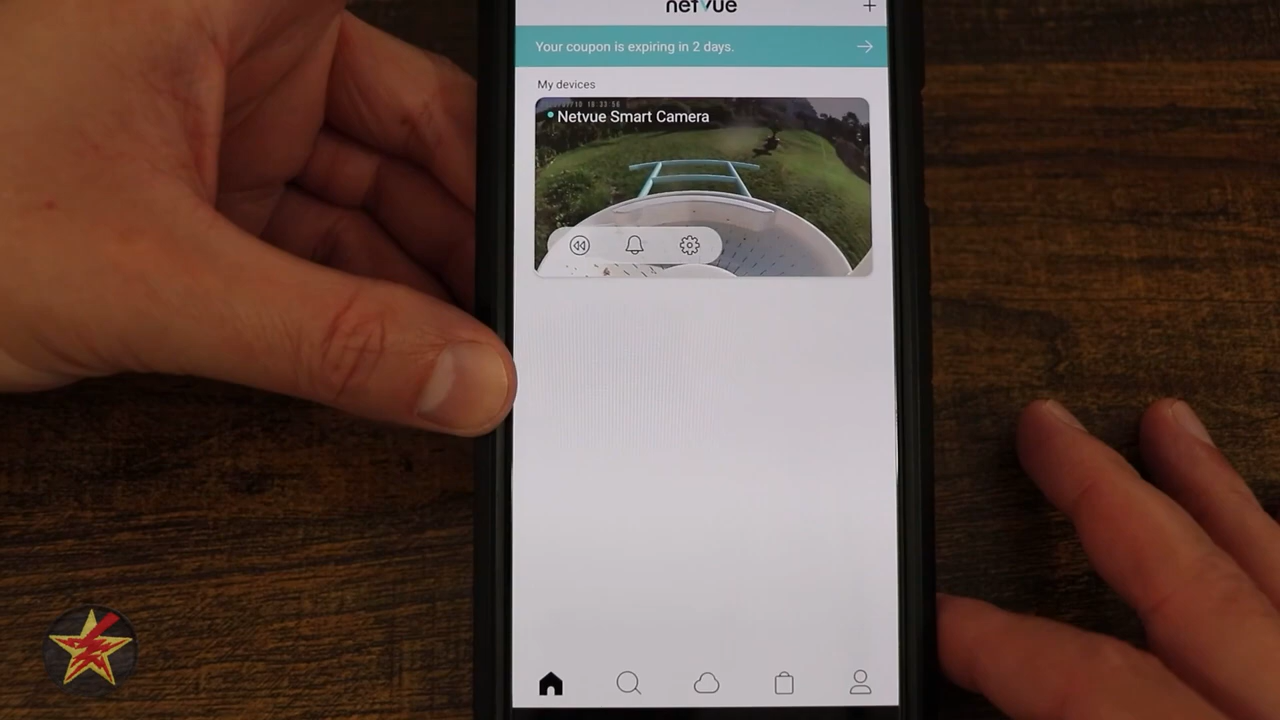 netvue
Your coupon is expiring in 2 days.
My devices
Netvue Smart Camera